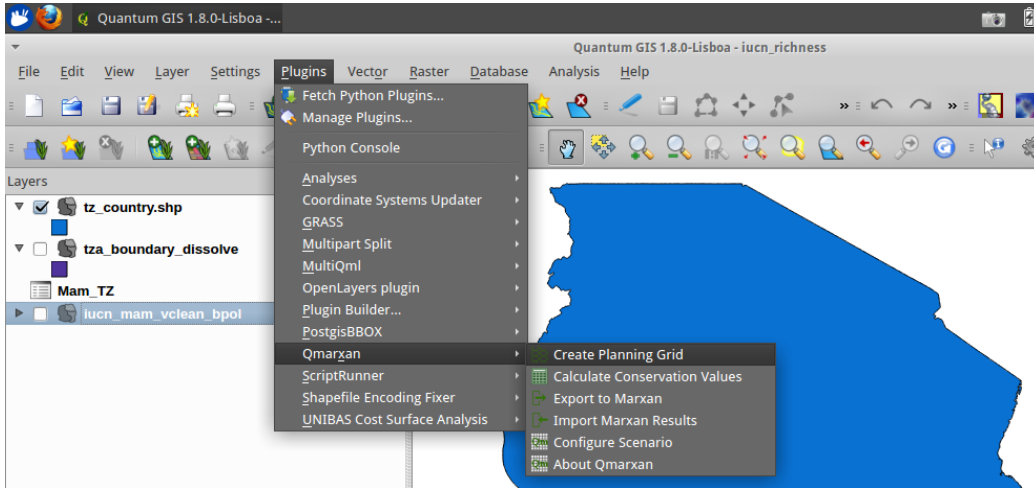 Quantum GIS 1.8.0-Lisboa -...
Quantum GIS 1.8.0-Lisboa - iucn_richness
File Edit View Layer Settings Plugins Vector Raster Database Analysis Help
Fetch Python Plugins...
Manage Plugins...
Python Console
Analyses
Coordinate Systems Updater
GRASS
Multipart Split
MultiQml
OpenLayers plugin
Plugin Builder...
PostgisBBOX
Qmarxan
ScriptRunner
Shapefile Encoding Fixer
UNIBAS Cost Surface Analysis
Create Planning Grid
Calculate Conservation Values
Export to Marxan
Import Marxan Results
Configure Scenario
About Qmarxan
Layers
tz_country.shp
tza_boundary_dissolve
Mam_TZ
iucn_mam_vclean_bpol